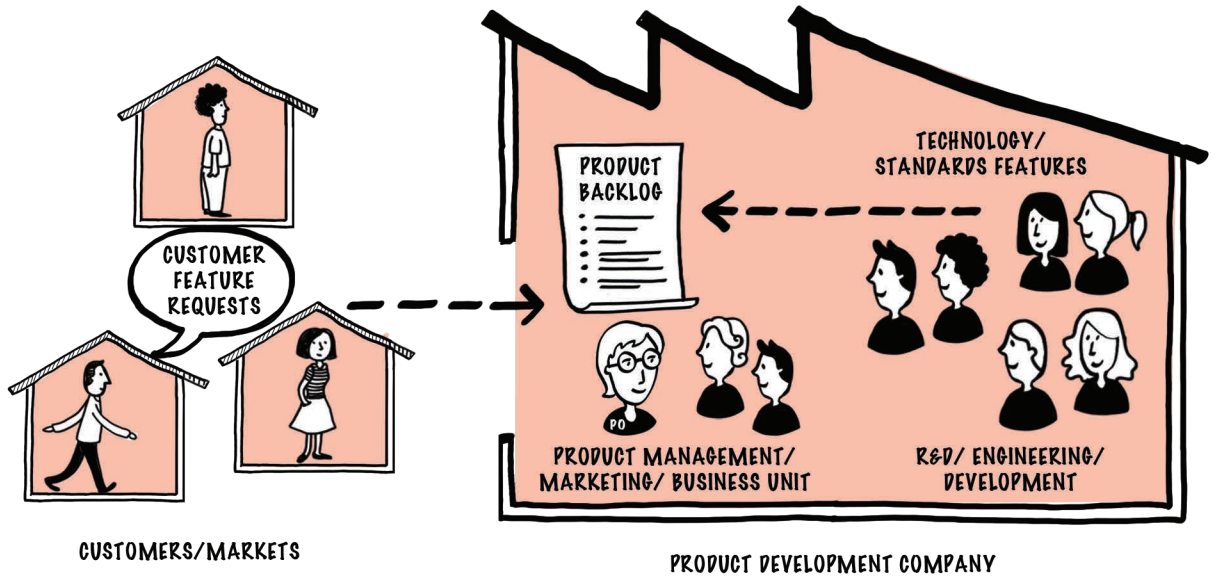 CUSTOMER
FEATURE
REQUESTS
CUSTOMERS/MARKETS
PRODUCT
BACKLOG
TECHNOLOGY/
STANDARDS FEATURES
PO
PRODUCT MANAGEMENT/
MARKETING/ BUSINESS UNIT
R&D/ ENGINEERING/
DEVELOPMENT
PRODUCT DEVELOPMENT COMPANY